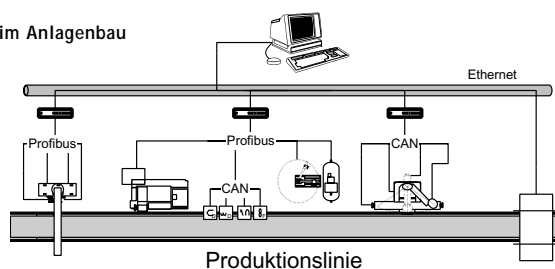 im Anlagenbau
Ethernet
Profibus
Profibus
CAN
CAN
Produktionslinie